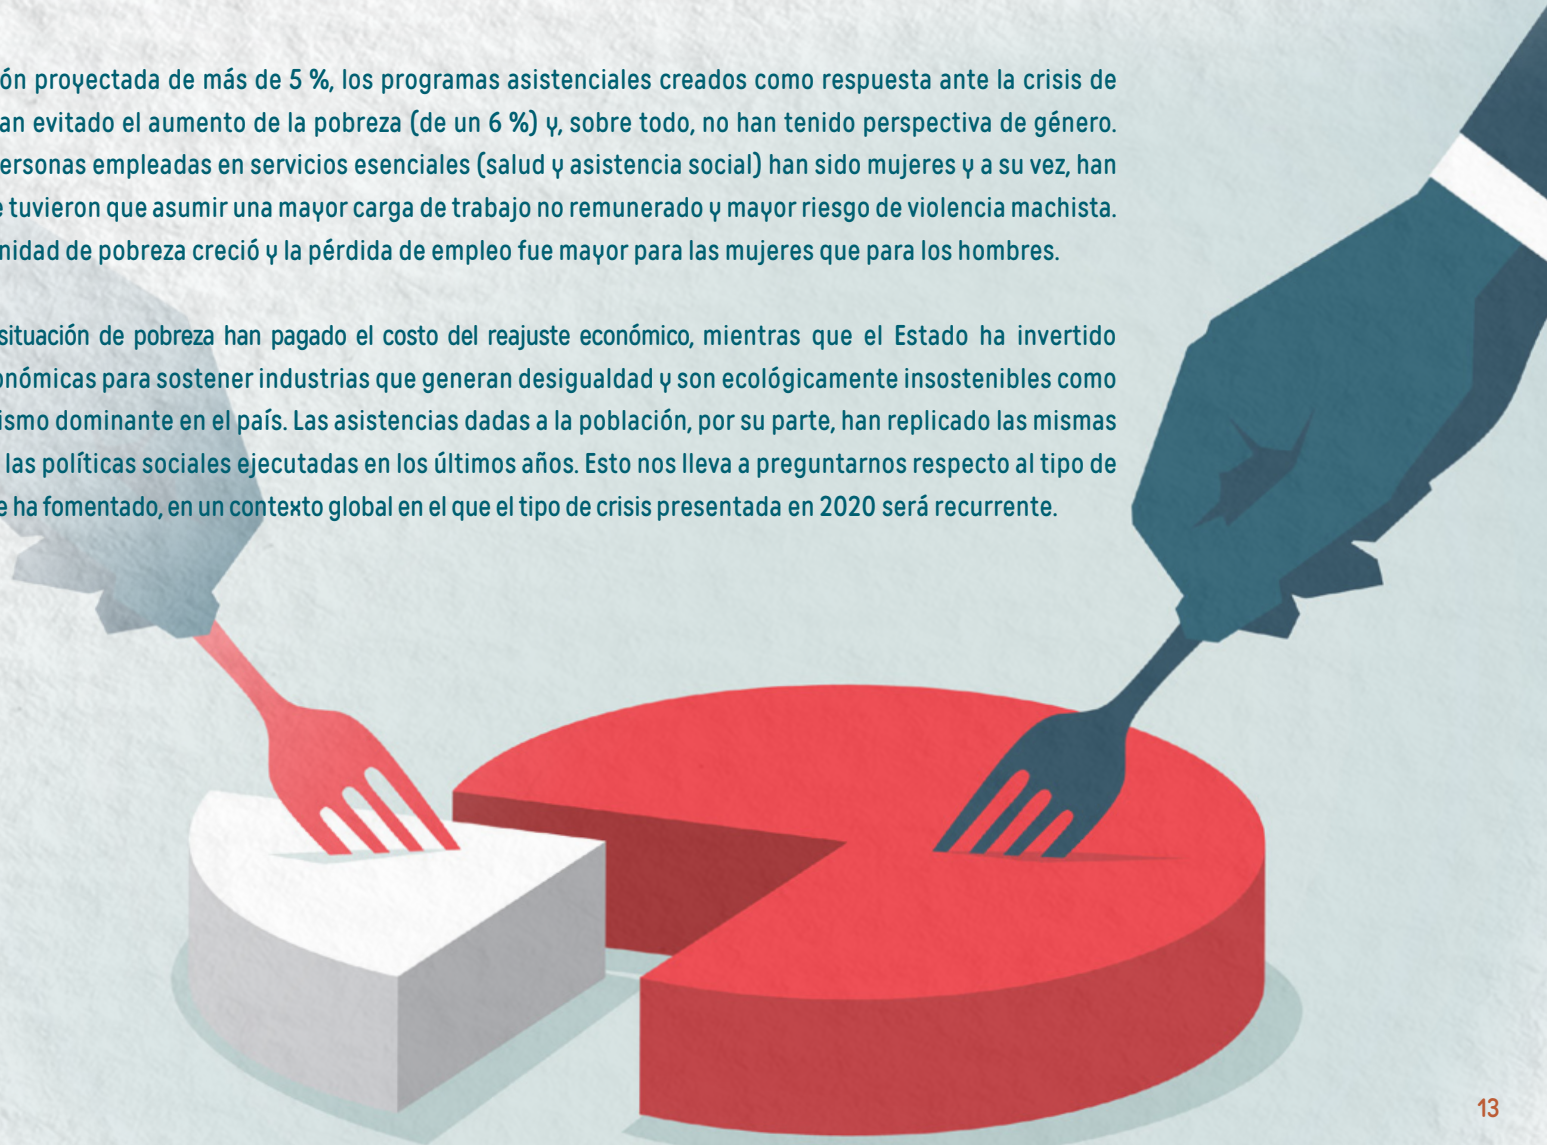 ón proyectada de más de 5 %, los programas asistenciales creados como respuesta ante la crisis de
an evitado el aumento de la pobreza (de un 6 %) y, sobre todo, no han tenido perspectiva de género.
ersonas empleadas en servicios esenciales (salud y asistencia social) han sido mujeres y a su vez, han
e tuvieron que asumir una mayor carga de trabajo no remunerado y mayor riesgo de violencia machista.
nidad de pobreza creció y la pérdida de empleo fue mayor para las mujeres que para los hombres.
situación de pobreza han pagado el costo del reajuste económico, mientras que el Estado ha invertido
onómicas para sostener industrias que generan desigualdad y son ecológicamente insostenibles como
ismo dominante en el país. Las asistencias dadas a la población, por su parte, han replicado las mismas
las políticas sociales ejecutadas en los últimos años. Esto nos lleva a preguntarnos respecto al tipo de
e ha fomentado, en un contexto global en el que el tipo de crisis presentada en 2020 será recurrente.
13